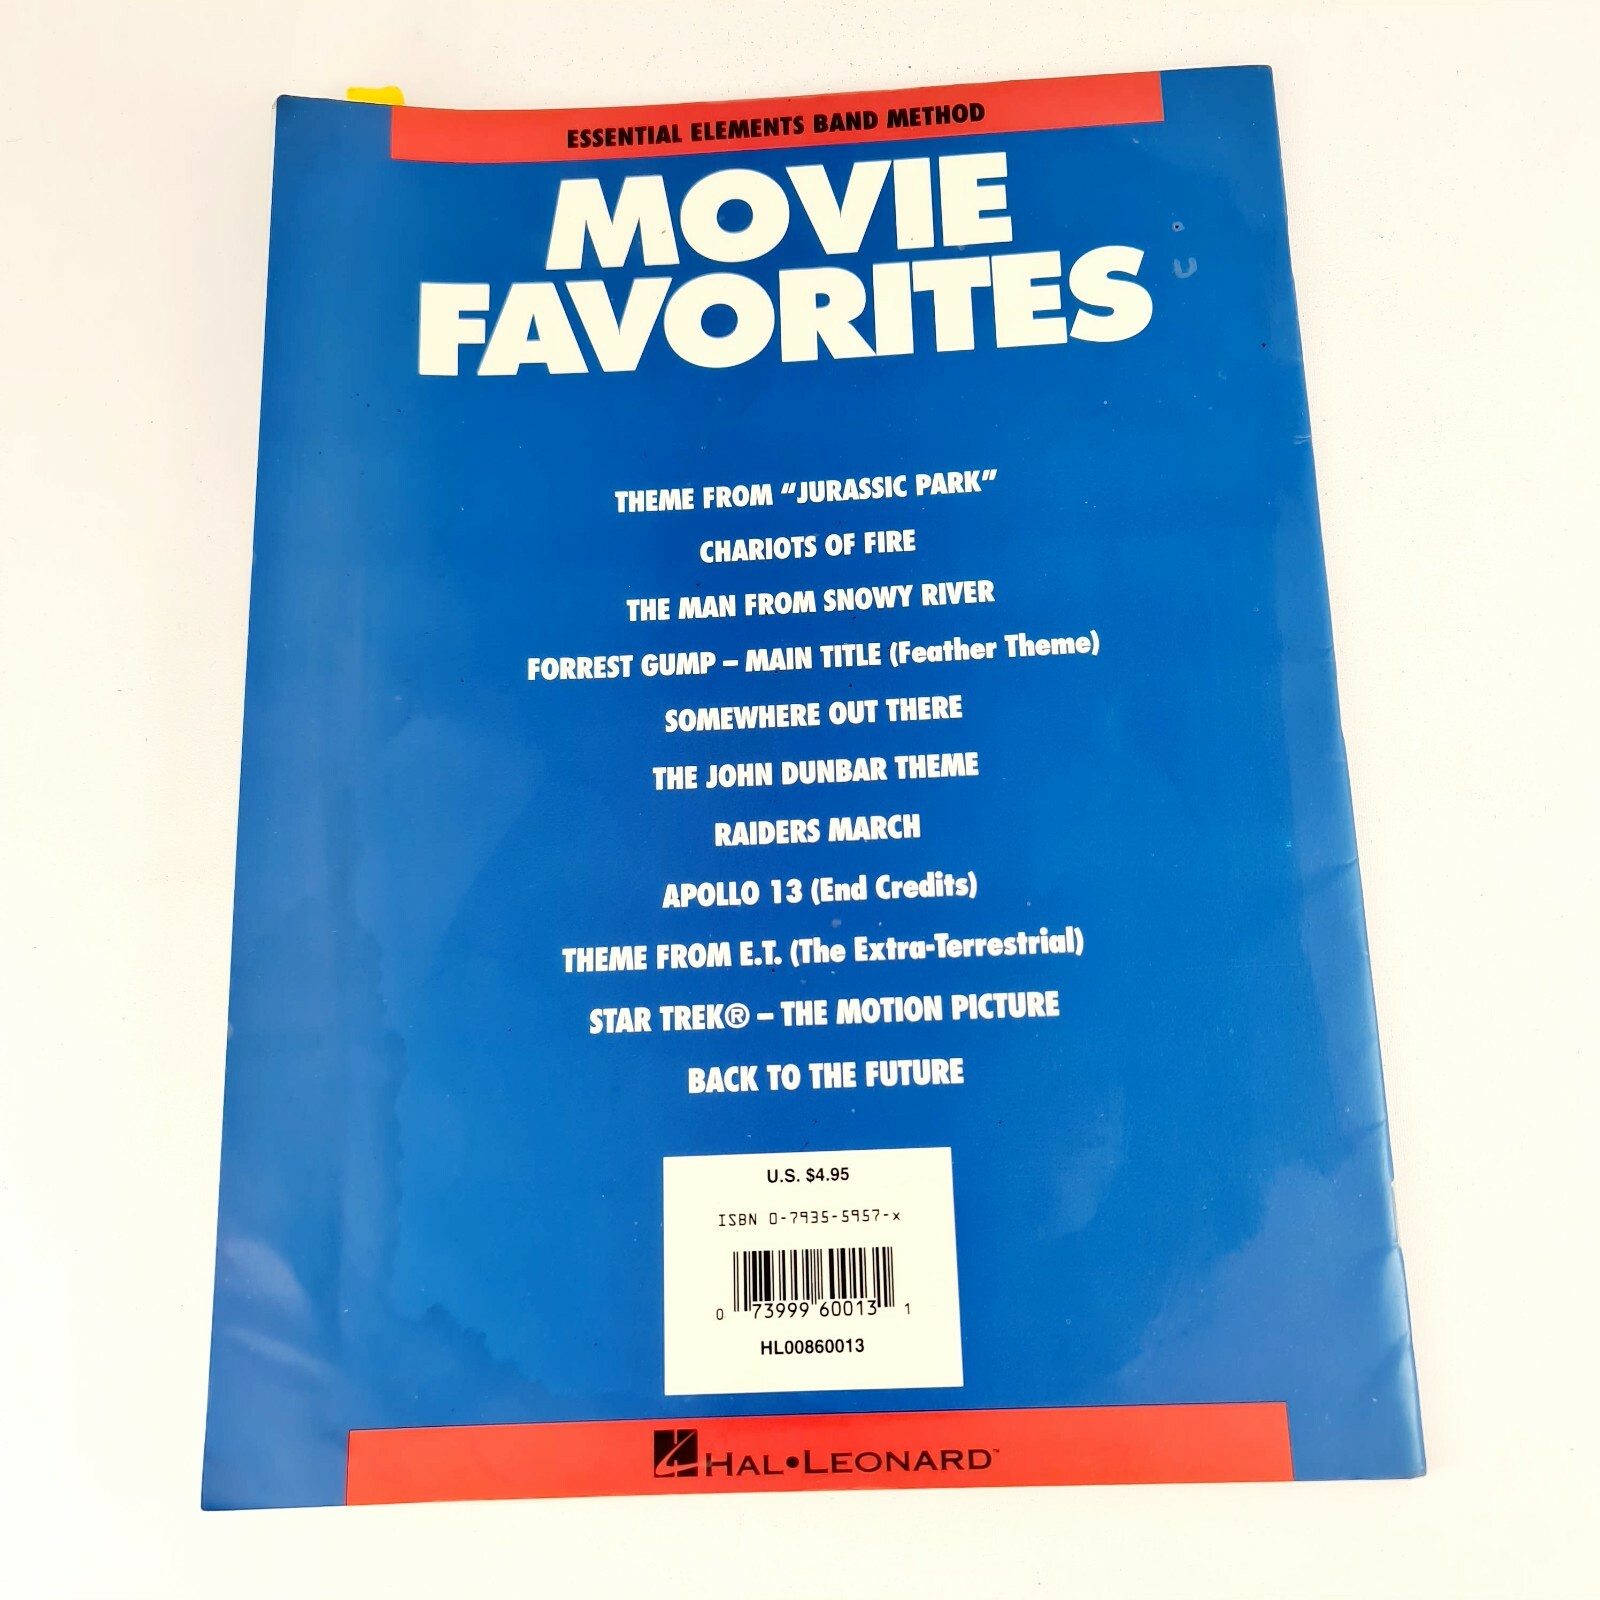 ESSENTIAL ELEMENTS BAND METHOD
MOVIE
FAVORITES
THEME FROM “JURASSIC PARK”
CHARIOTS OF FIRE
THE MAN FROM SNOWY RIVER
FORREST GUMP – MAIN TITLE (Feather Theme)
SOMEWHERE OUT THERE
THE JOHN DUNBAR THEME
RAIDERS MARCH
APOLLO 13 (End Credits)
THEME FROM E.T. (The Extra-Terrestrial)
STAR TREK® – THE MOTION PICTURE
BACK TO THE FUTURE
U.S. $4.95
ISBN 0-7935-5957-x
0 73999 60013 1
HL00860013
HAL•LEONARD™